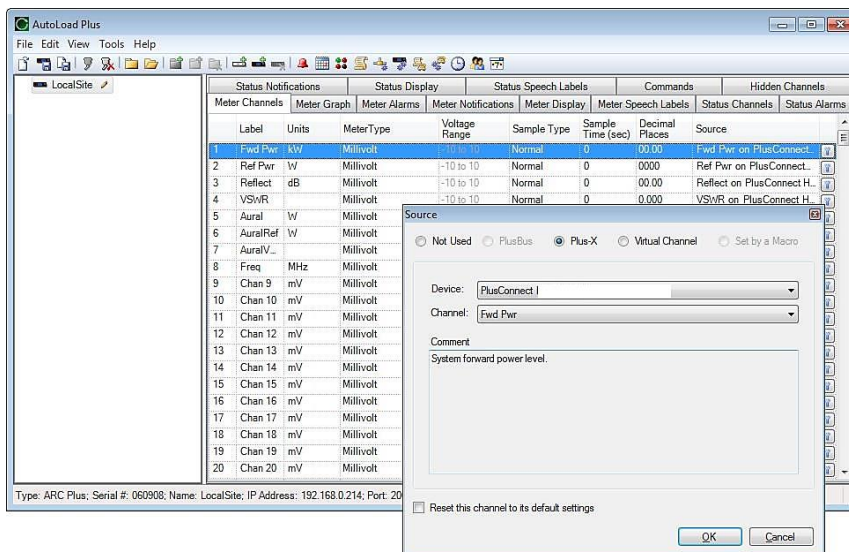 AutoLoad Plus
File Edit View Tools Help
LocalSite
Status Notifications Status Display Status Speech Labels Commands Hidden Channels
Meter Channels Meter Graph Meter Alarms Meter Notifications Meter Display Meter Speech Labels Status Channels Status Alarms
Label Units MeterType Voltage Range Sample Type Sample Time (sec) Decimal Places Source
1 Fwd Pwr kW Millivolt -10 to 10 Normal 0 00.00 Fwd Pwr on PlusConnect...
2 Ref Pwr W Millivolt -10 to 10 Normal 0 0000 Ref Pwr on PlusConnect...
3 Reflect dB Millivolt -10 to 10 Normal 0 00.00 Reflect on PlusConnect H...
4 VSWR Millivolt -10 to 10 Normal 0 0.000 VSWR on PlusConnect H...
5 Aural W Millivolt
6 AuralRef W Millivolt
7 AuralV... Millivolt
8 Freq MHz Millivolt
9 Chan 9 mV Millivolt
10 Chan 10 mV Millivolt
11 Chan 11 mV Millivolt
12 Chan 12 mV Millivolt
13 Chan 13 mV Millivolt
14 Chan 14 mV Millivolt
15 Chan 15 mV Millivolt
16 Chan 16 mV Millivolt
17 Chan 17 mV Millivolt
18 Chan 18 mV Millivolt
19 Chan 19 mV Millivolt
20 Chan 20 mV Millivolt
Type: ARC Plus; Serial #: 060908; Name: LocalSite; IP Address: 192.168.0.214; Port: 20
Source
Not Used PlusBus Plus-X Virtual Channel Set by a Macro
Device: PlusConnect
Channel: Fwd Pwr
Comment
System forward power level.
Reset this channel to its default settings
OK Cancel